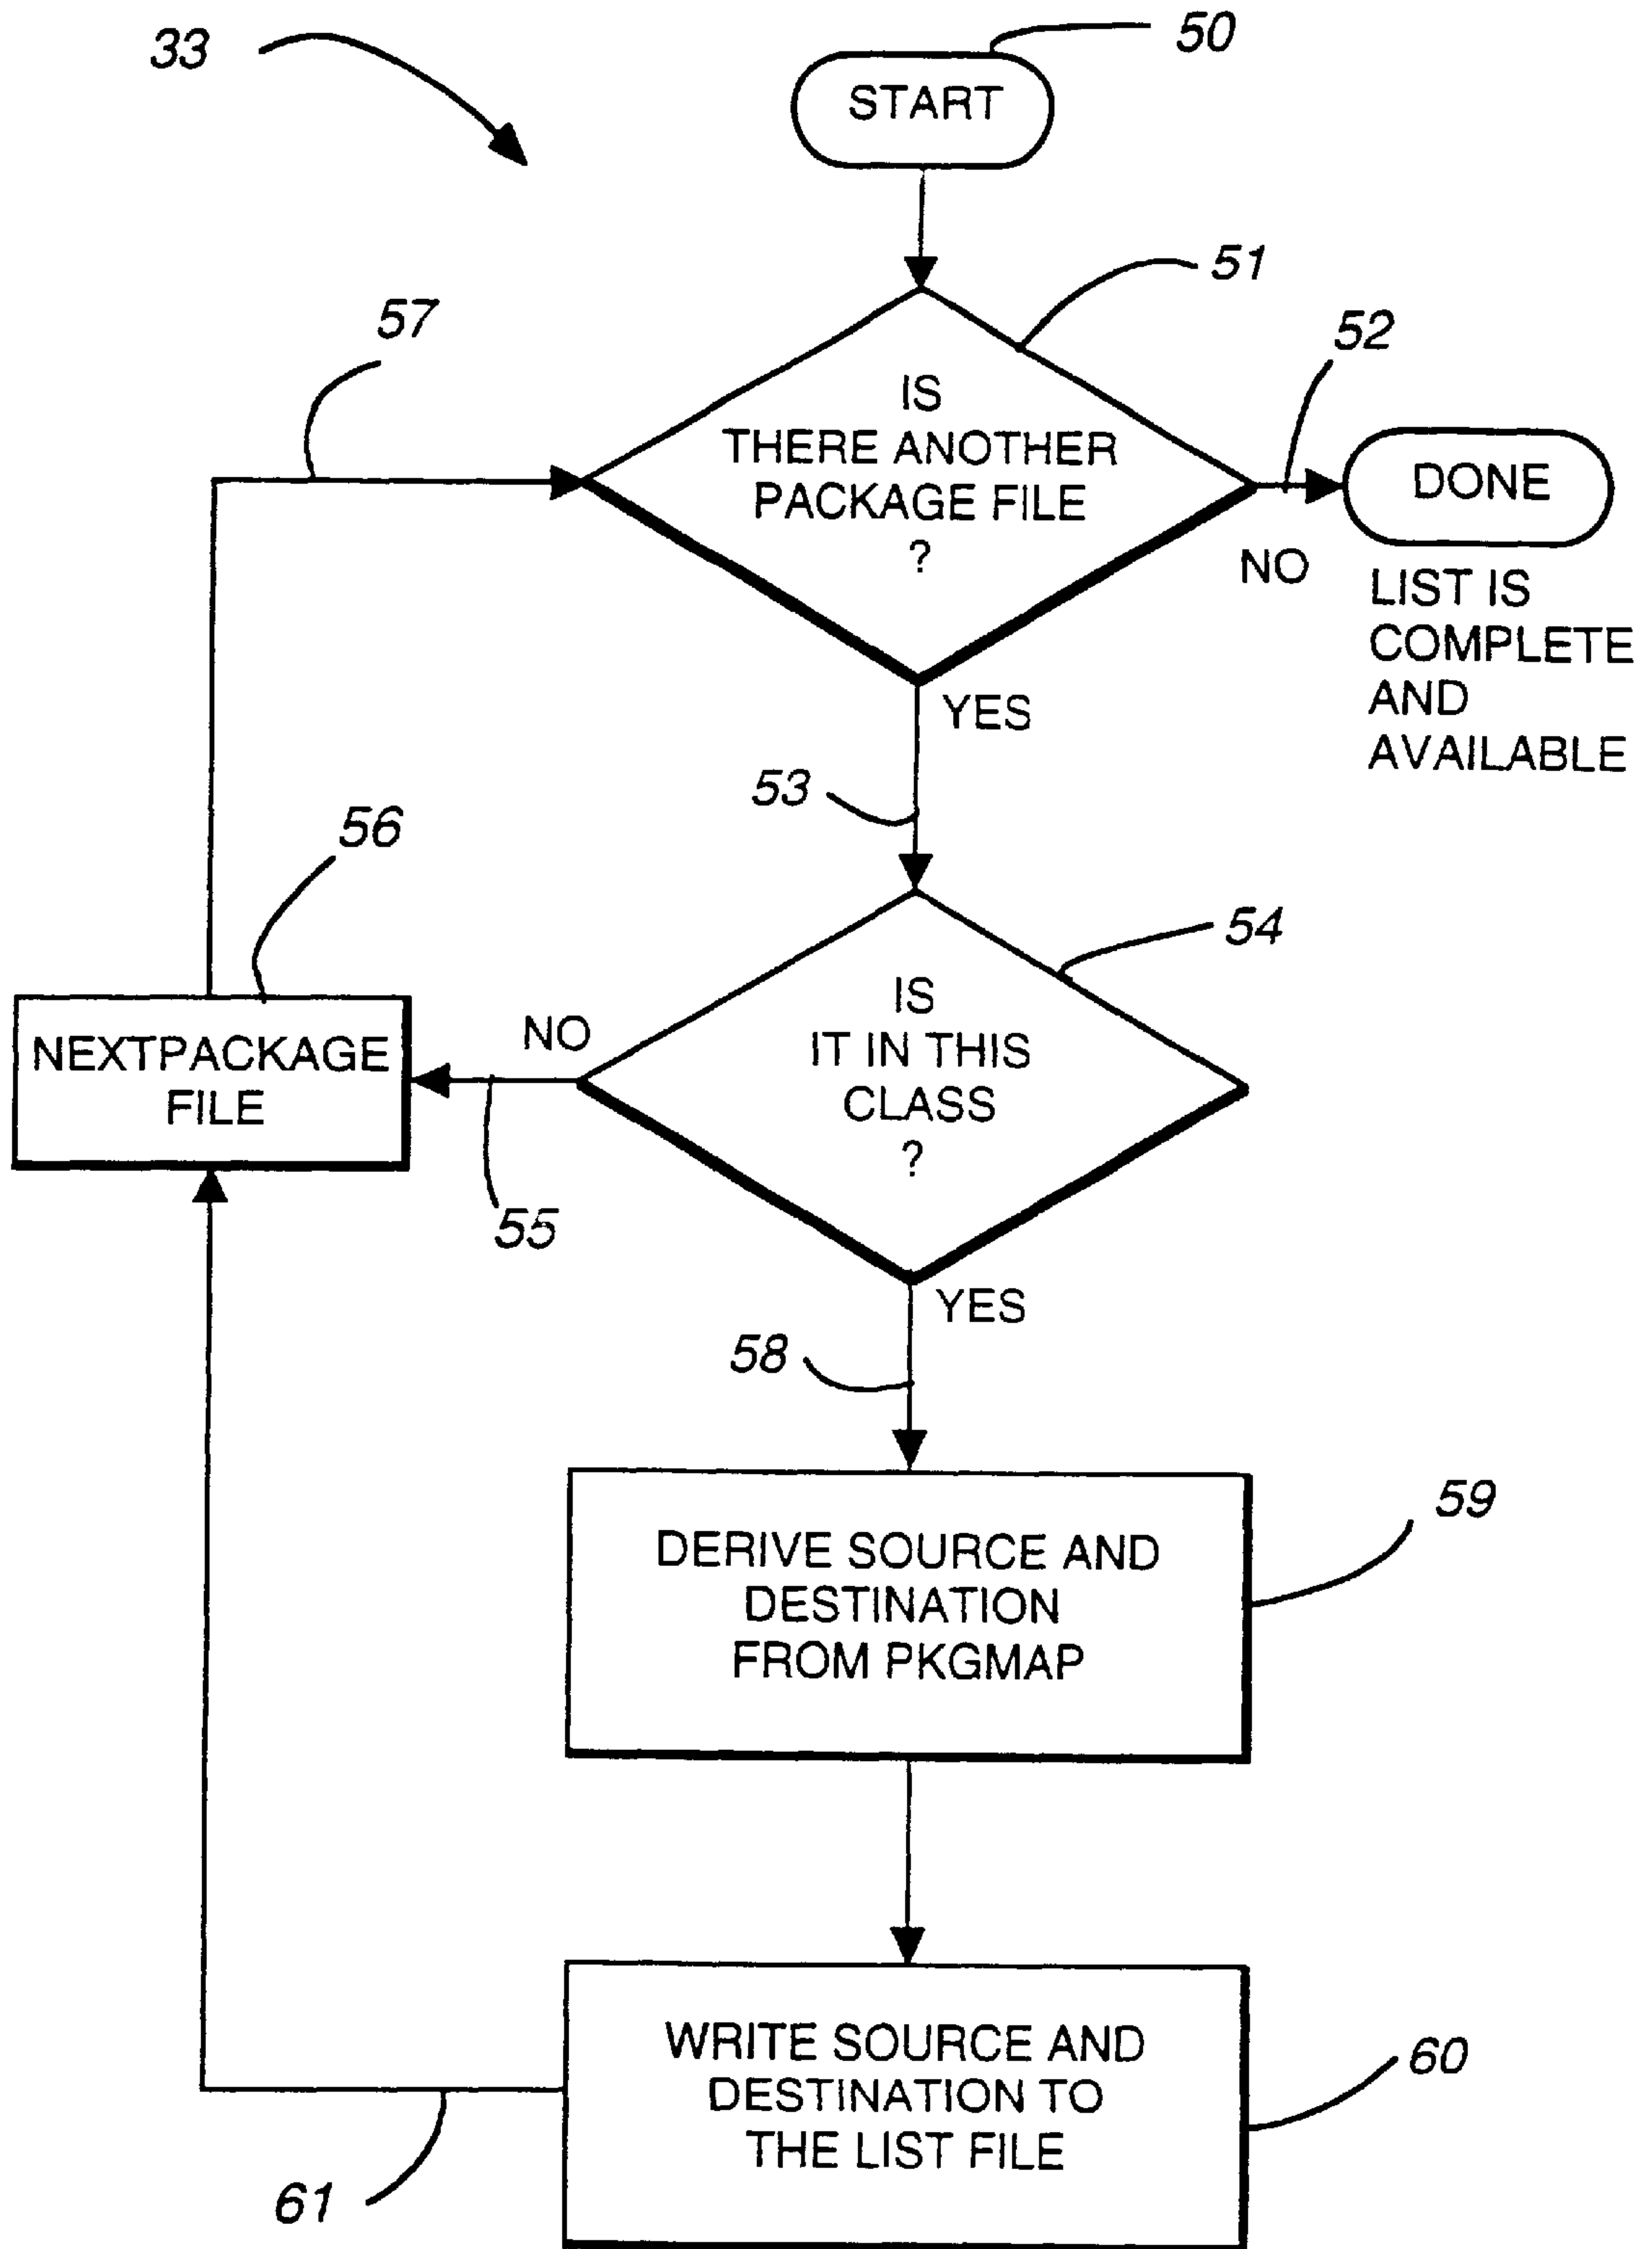 33
50
START
51
57
52
IS
THERE ANOTHER
PACKAGE FILE
?
DONE
NO
LIST IS
COMPLETE
AND
AVAILABLE
YES
53
56
54
IS
IT IN THIS
CLASS
?
NO
NEXTPACKAGE
FILE
55
YES
58
59
DERIVE SOURCE AND
DESTINATION
FROM PKGMAP
60
WRITE SOURCE AND
DESTINATION TO
THE LIST FILE
61